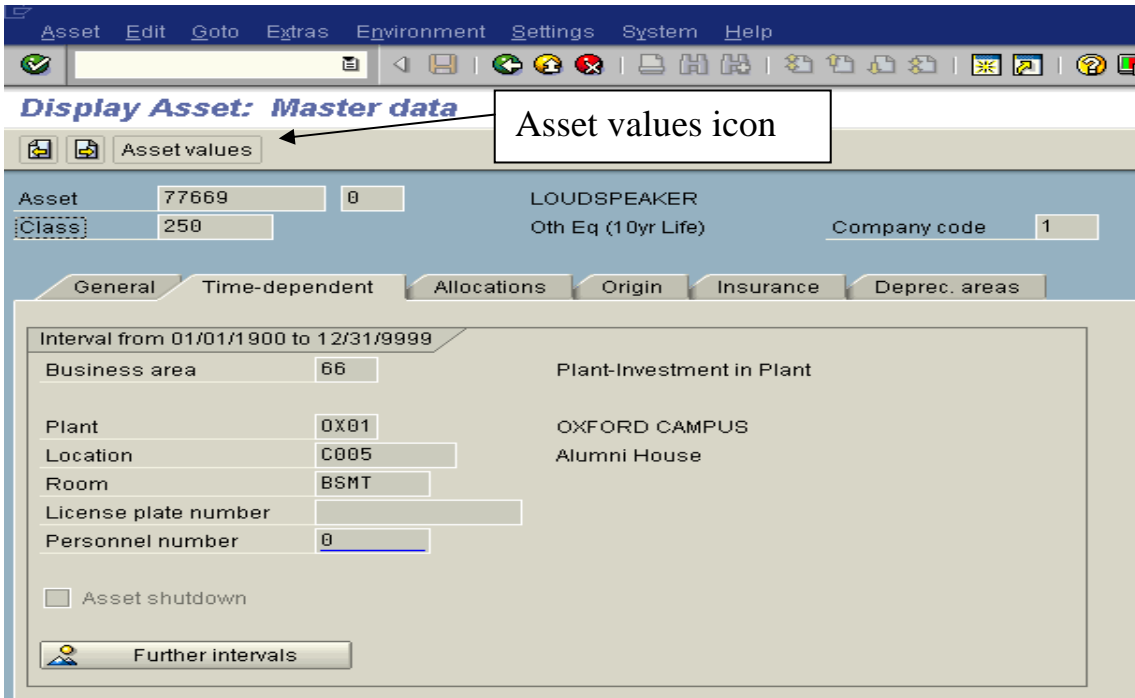 Asset Edit Goto Extras Environment Settings System Help
Display Asset: Master data
Asset values icon
Asset values
Asset 77669 0 LOUDSPEAKER
Class 250 Oth Eq (10yr Life) Company code 1
General Time-dependent Allocations Origin Insurance Deprec. areas
Interval from 01/01/1900 to 12/31/9999
Business area 66 Plant-Investment in Plant
Plant OX01 OXFORD CAMPUS
Location C005 Alumni House
Room BSMT
License plate number
Personnel number 0
Asset shutdown
Further intervals